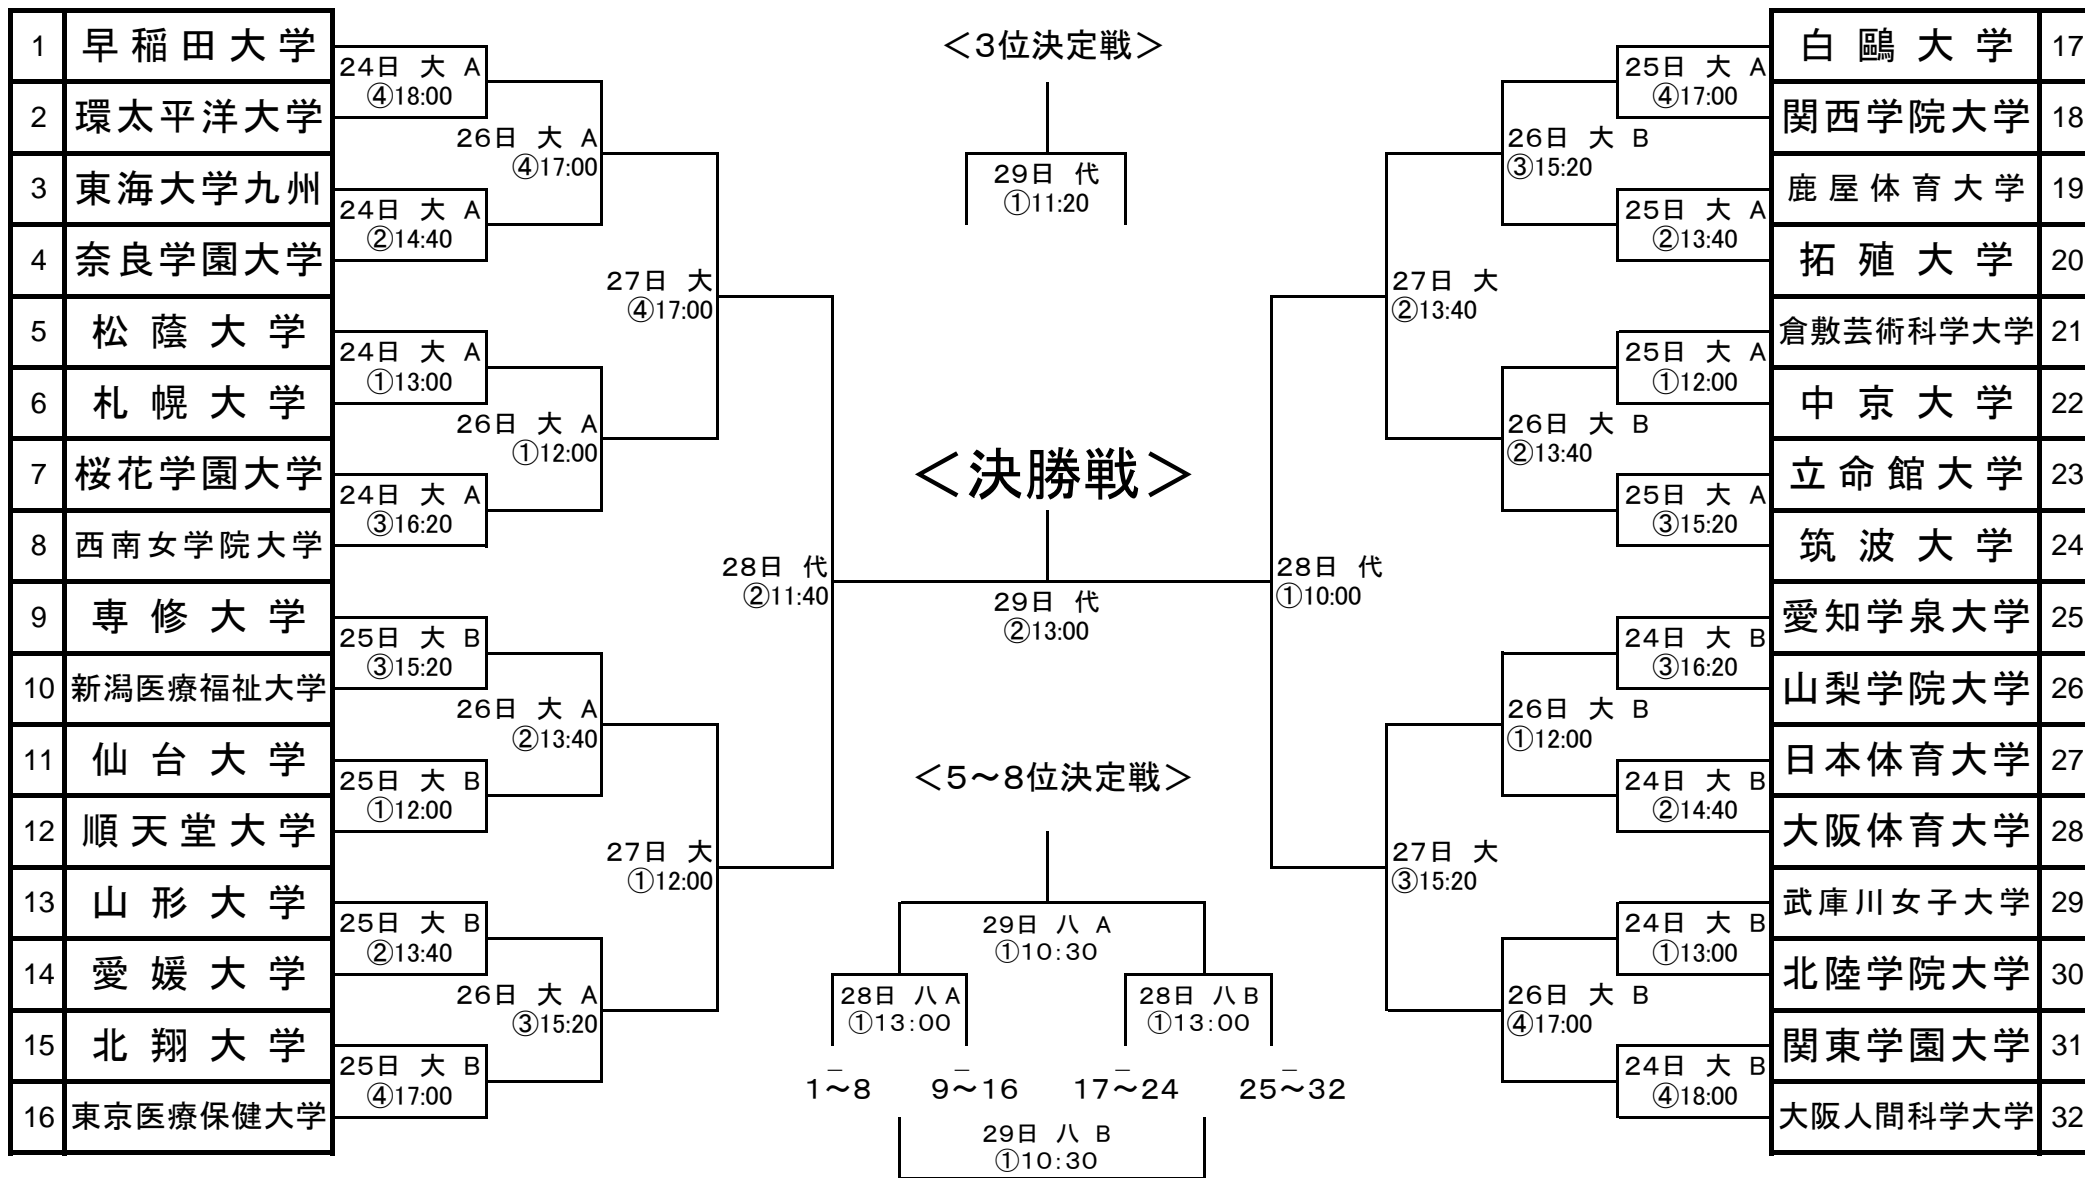 1 早稲田大学
24日 大 A
④18:00
2 環太平洋大学
26日 大 A
④17:00
3 東海大学九州
24日 大 A
②14:40
4 奈良学園大学
27日 大
④17:00
5 松蔭大学
24日 大 A
①13:00
6 札幌大学
26日 大 A
①12:00
7 桜花学園大学
24日 大 A
③16:20
8 西南女学院大学
28日 代
②11:40
9 専修大学
25日 大 B
③15:20
10 新潟医療福祉大学
26日 大 A
②13:40
11 仙台大学
25日 大 B
①12:00
12 順天堂大学
27日 大
①12:00
13 山形大学
25日 大 B
②13:40
14 愛媛大学
26日 大 A
③15:20
15 北翔大学
25日 大 B
④17:00
16 東京医療保健大学
＜3位決定戦＞
29日 代
①11:20
＜決勝戦＞
29日 代
②13:00
＜5～8位決定戦＞
29日 八 A
①10:30
28日 八 A
①13:00
28日 八 B
①13:00
1～8 9～16 17～24 25～32
29日 八 B
①10:30
白鷗大学 17
25日 大 A
④17:00
関西学院大学 18
26日 大 B
③15:20
鹿屋体育大学 19
25日 大 A
②13:40
拓殖大学 20
27日 大
②13:40
倉敷芸術科学大学 21
25日 大 A
①12:00
中京大学 22
26日 大 B
②13:40
立命館大学 23
25日 大 A
③15:20
筑波大学 24
28日 代
①10:00
愛知学泉大学 25
24日 大 B
③16:20
山梨学院大学 26
26日 大 B
①12:00
日本体育大学 27
24日 大 B
②14:40
大阪体育大学 28
27日 大
③15:20
武庫川女子大学 29
24日 大 B
①13:00
北陸学院大学 30
26日 大 B
④17:00
関東学園大学 31
24日 大 B
④18:00
大阪人間科学大学 32